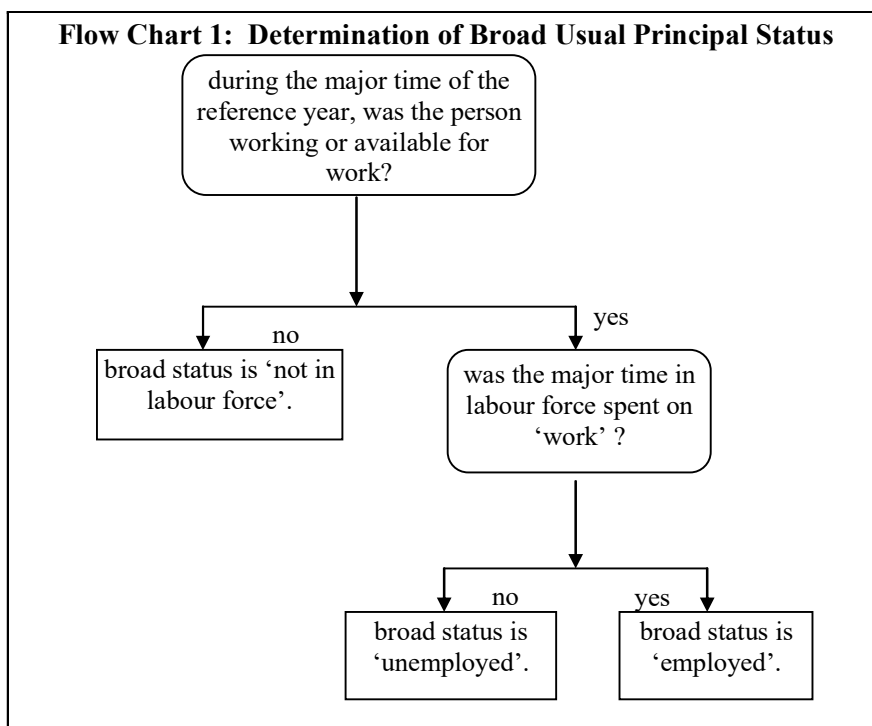 Flow Chart 1: Determination of Broad Usual Principal Status
during the major time of the
reference year, was the person
working or available for
work?
no
yes
broad status is ‘not in
labour force’.
was the major time in
labour force spent on
‘work’ ?
no
yes
broad status is
‘unemployed’.
broad status is
‘employed’.